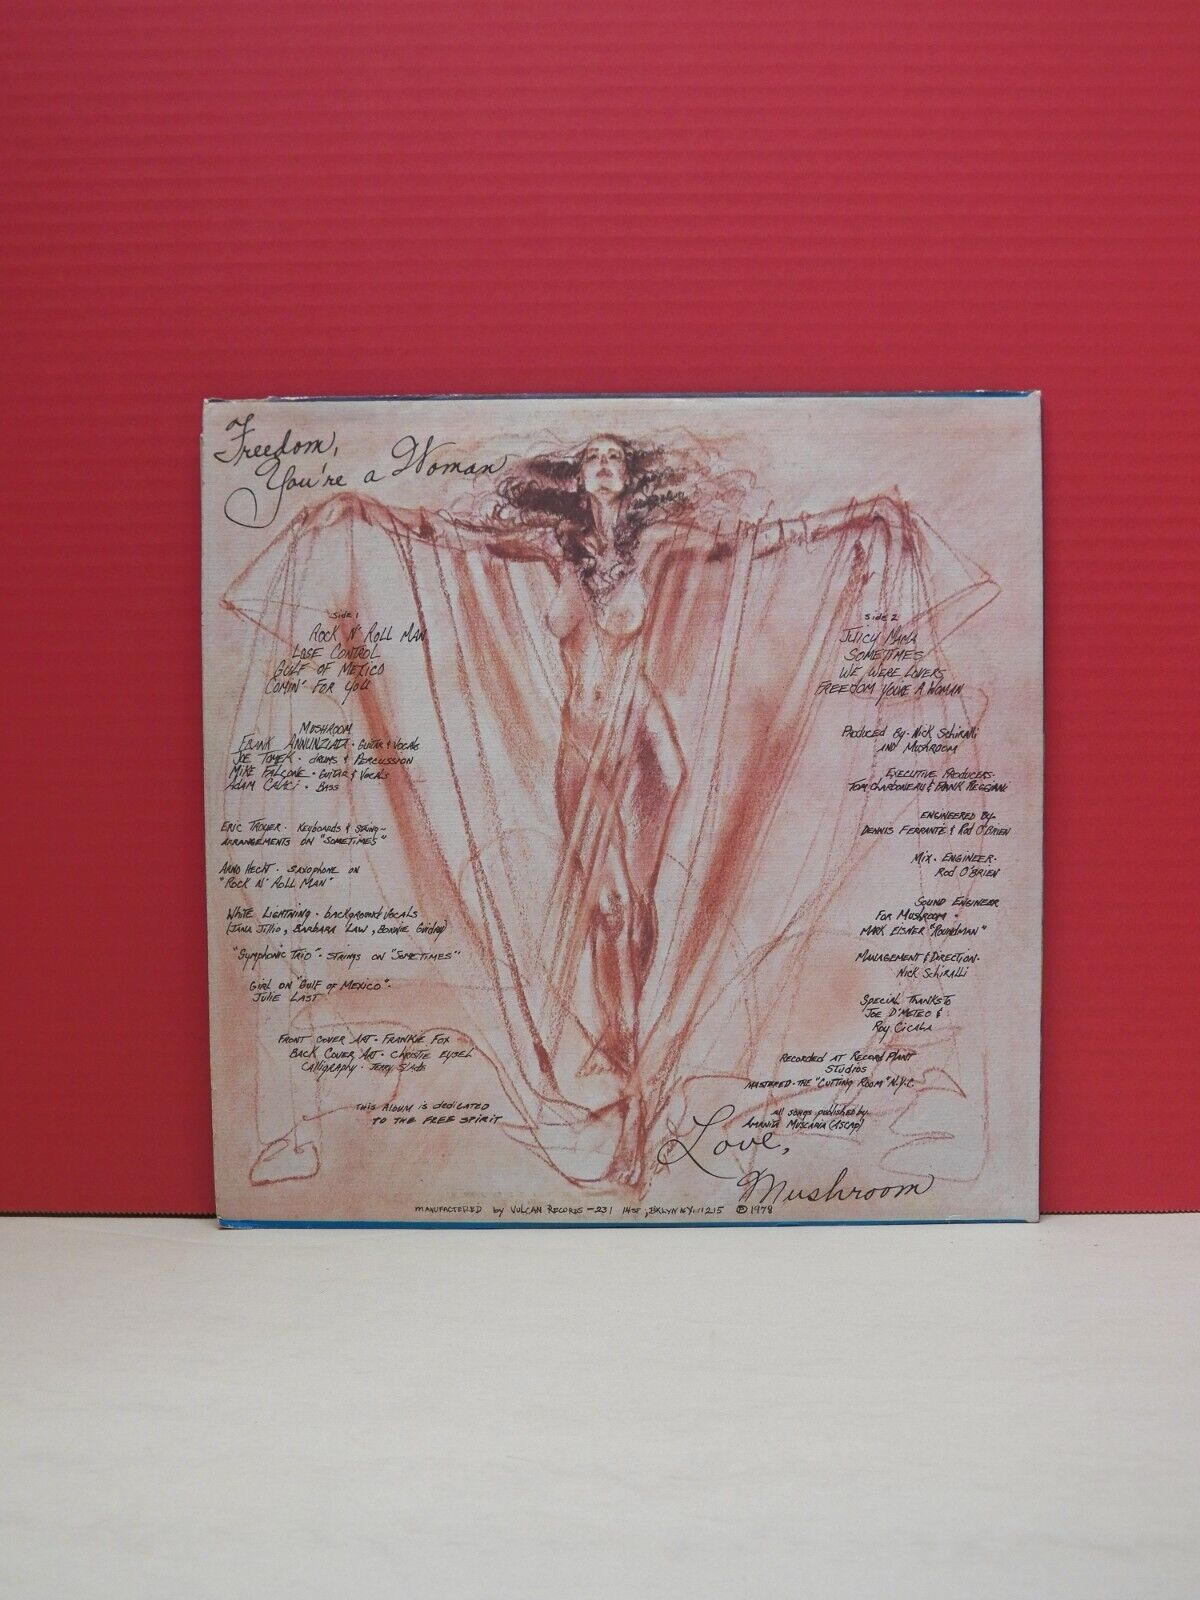 Freedom,
You're a Woman
Side 1
ROCK N' ROLL MAN
LOSE CONTROL
GULF OF MEXICO
COMIN' FOR YOU
MUSHROOM
FRANK ANNUNZIATA · GUITAR & VOCALS
JOE TOMEK · DRUMS & PERCUSSION
MIKE FALCONE · GUITAR & VOCALS
ADAM CALACI · BASS
ERIC TROYER · KEYBOARDS & STRING-
ARRANGEMENTS ON "SOMETIMES"
ARNO HECHT · SAXOPHONE ON
"ROCK N' ROLL MAN"
WHITE LIGHTNING · BACKGROUND VOCALS
(JANA JILLIO, BARBARA LAW, BONNIE GUIDRY)
"SYMPHONIC TRIO" · STRINGS ON "SOMETIMES"
GIRL ON "GULF OF MEXICO" ·
JULIE LAST
FRONT COVER ART · FRANKIE FOX
BACK COVER ART · CHRISTIE EYBEL
CALLIGRAPHY · JERRY
THIS ALBUM IS DEDICATED
TO THE FREE SPIRIT
Side 2
JUICY MAMA
SOMETIMES
WE WERE LOVERS
FREEDOM YOU'RE A WOMAN
PRODUCED BY · NICK SCHIRALLI
AND MUSHROOM
EXECUTIVE PRODUCERS ·
TOM CHARBONEAU & FRANK REGGIANI
ENGINEERED BY ·
DENNIS FERRANTE & ROD O'BRIEN
MIX · ENGINEER ·
ROD O'BRIEN
SOUND ENGINEER
FOR MUSHROOM ·
MARK EISNER "ROUNDMAN"
MANAGEMENT & DIRECTION ·
NICK SCHIRALLI
SPECIAL THANKS TO
JOE D'METEO &
ROY CICALA
RECORDED AT RECORD PLANT
STUDIOS
MASTERED · THE "CUTTING ROOM" N.Y.C.
ALL SONGS PUBLISHED BY
AMANITA MUSCARIA (ASCAP)
Love,
Mushroom
MANUFACTERED by VULCAN RECORDS - 231 14 ST, BKLYN N.Y. 11215 ℗ 1978